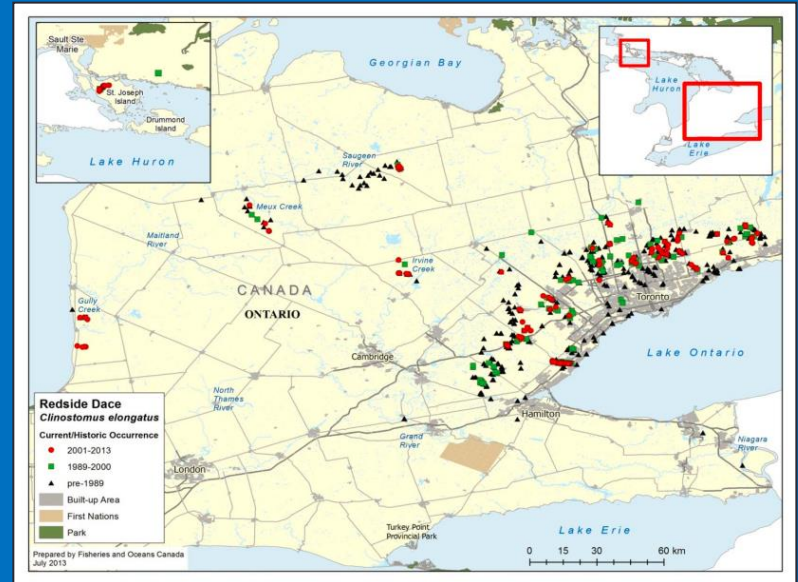 Sault Ste.
Marie
St. Joseph
Island
Drummond
Island
Lake Huron
Georgian Bay
Lake
Huron
Lake
Erie
Saugeen
River
Meux Creek
Maitland
River
Irvine
Creek
CANADA
ONTARIO
Gully
Creek
Toronto
Cambridge
Lake Ontario
North
Thames
River
Hamilton
Grand
River
Niagara
River
London
Turkey Point
Provincial Park
Lake Erie
Redside Dace
Clinostomus elongatus
Current/Historic Occurrence
2001-2013
1989-2000
pre-1989
Built-up Area
First Nations
Park
Prepared by Fisheries and Oceans Canada
July 2013
0 15 30 60 km